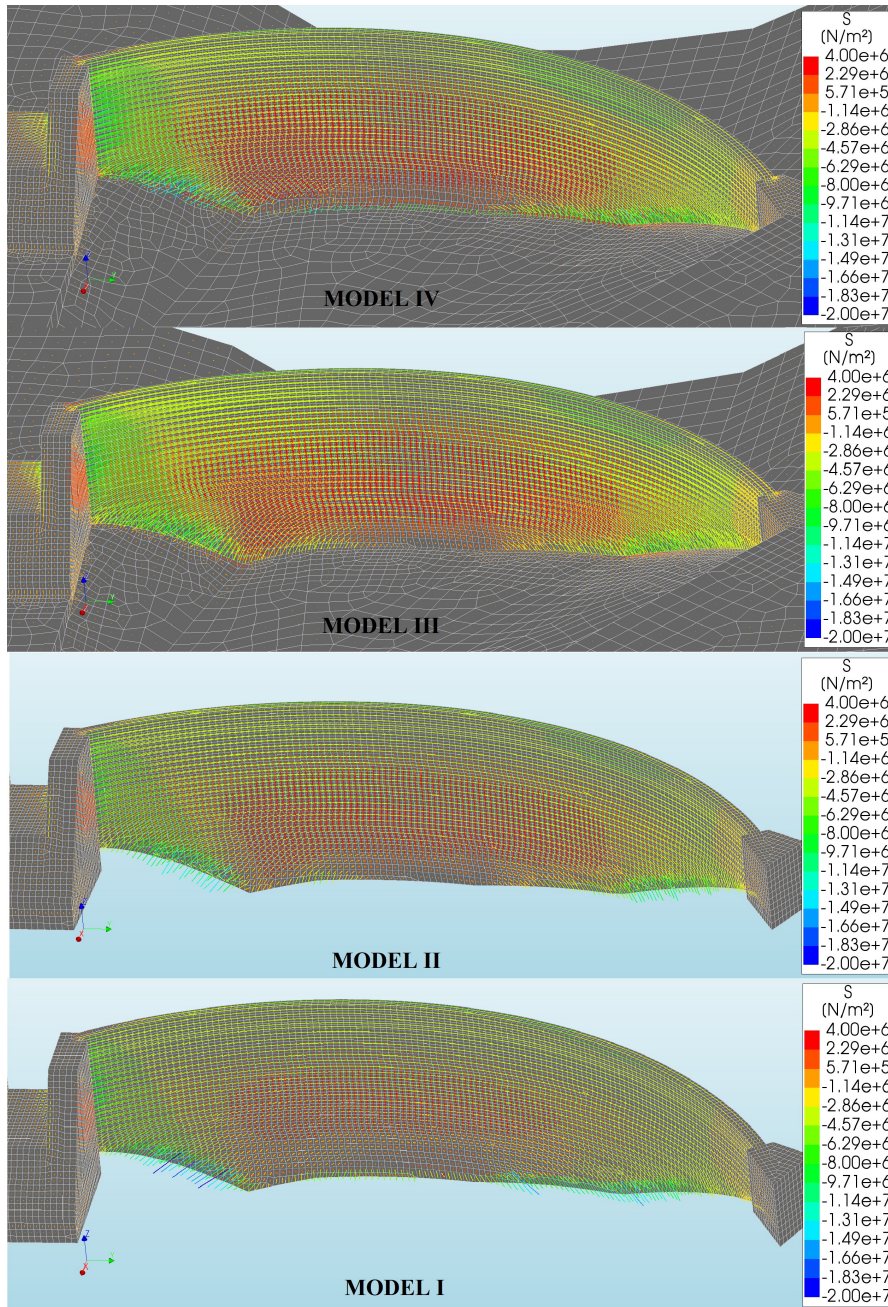 S
(N/m²)
4.00e+6
2.29e+6
5.71e+5
-1.14e+6
-2.86e+6
-4.57e+6
-6.29e+6
-8.00e+6
-9.71e+6
-1.14e+7
-1.31e+7
-1.49e+7
-1.66e+7
-1.83e+7
-2.00e+7
MODEL IV
S
(N/m²)
4.00e+6
2.29e+6
5.71e+5
-1.14e+6
-2.86e+6
-4.57e+6
-6.29e+6
-8.00e+6
-9.71e+6
-1.14e+7
-1.31e+7
-1.49e+7
-1.66e+7
-1.83e+7
-2.00e+7
MODEL III
S
(N/m²)
4.00e+6
2.29e+6
5.71e+5
-1.14e+6
-2.86e+6
-4.57e+6
-6.29e+6
-8.00e+6
-9.71e+6
-1.14e+7
-1.31e+7
-1.49e+7
-1.66e+7
-1.83e+7
-2.00e+7
Z
Y
X
MODEL II
S
(N/m²)
4.00e+6
2.29e+6
5.71e+5
-1.14e+6
-2.86e+6
-4.57e+6
-6.29e+6
-8.00e+6
-9.71e+6
-1.14e+7
-1.31e+7
-1.49e+7
-1.66e+7
-1.83e+7
-2.00e+7
Z
Y
X
MODEL I